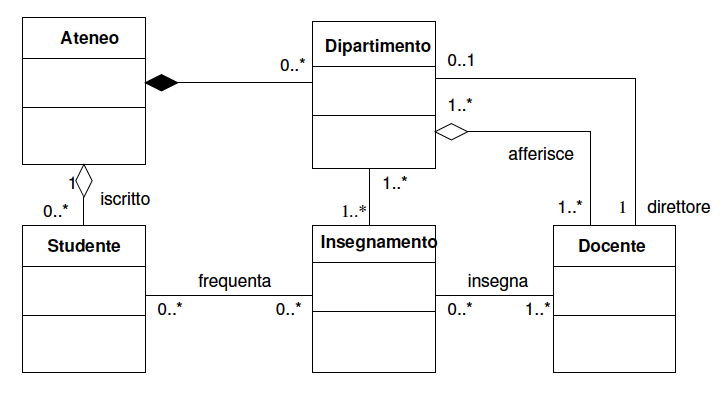 Ateneo
Dipartimento
0..*
0..1
1..*
afferisce
1
iscritto
0..*
1..*
1..*
1..*
1
direttore
Studente
Insegnamento
Docente
frequenta
insegna
0..*
0..*
0..*
1..*